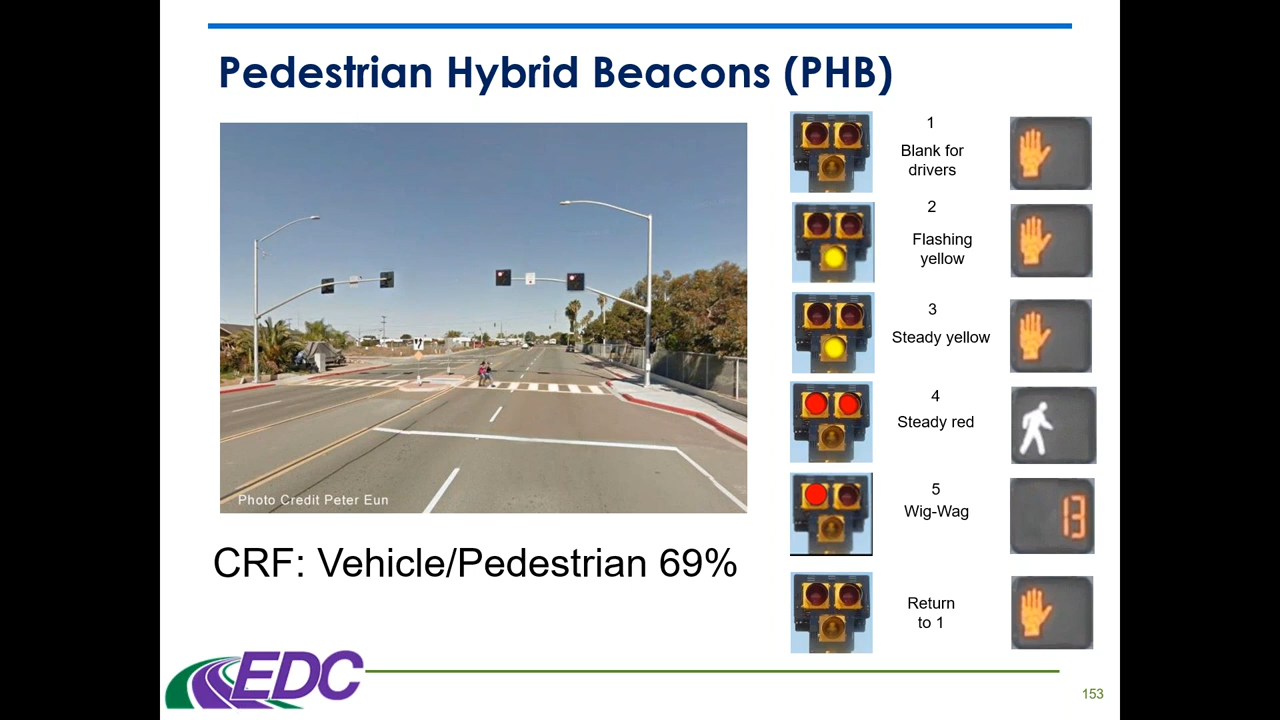 Pedestrian Hybrid Beacons (PHB)
1
Blank for
drivers
2
Flashing
yellow
3
Steady yellow
4
Steady red
5
Wig-Wag
13
Return
to 1
Photo Credit Peter Eun
CRF: Vehicle/Pedestrian 69%
EDC
153